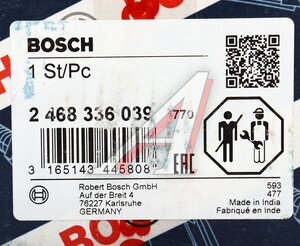 BOSCH
1 St/Pc
2 468 336 039
770
3 165143 445808
EAC
Robert Bosch GmbH
Auf der Breit 4
76227 Karlsruhe
GERMANY
593
477
Made in India
Fabriqué en Inde